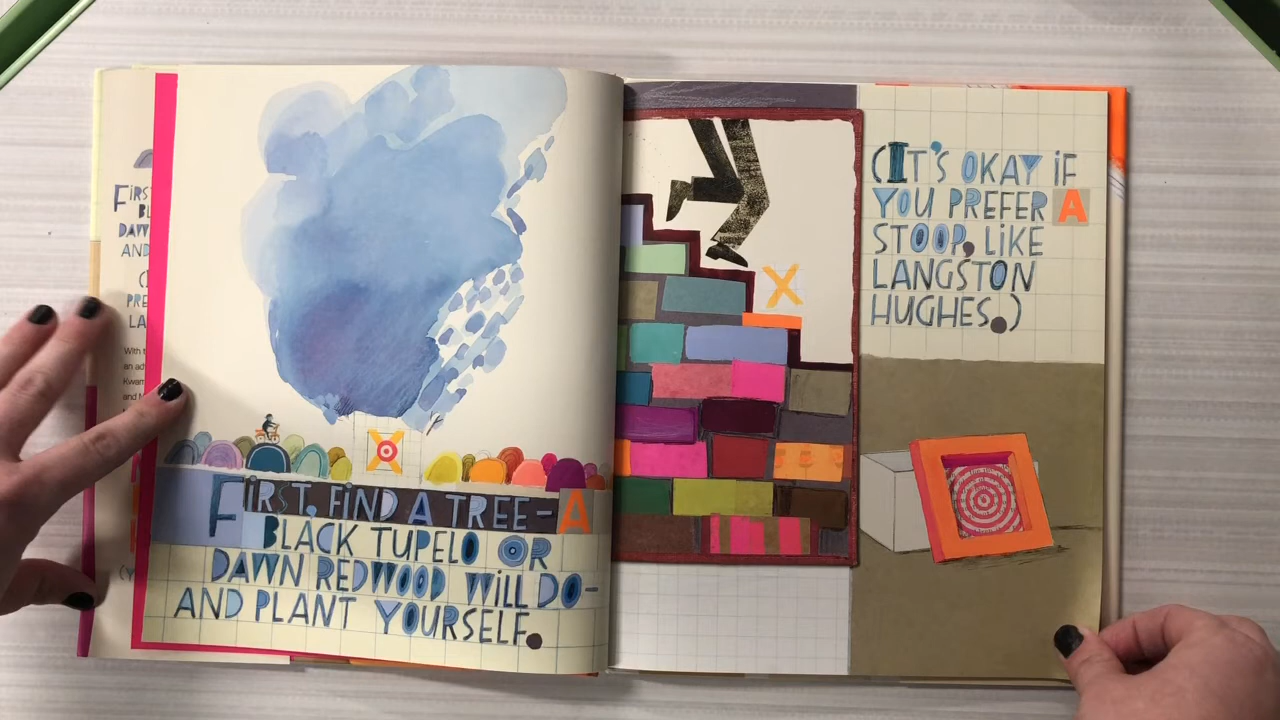 FIRST, FIND A TREE—A
BLACK TUPELO OR
DAWN REDWOOD WILL DO—
AND PLANT YOURSELF.
(IT'S OKAY IF
YOU PREFER A
STOOP, LIKE
LANGSTON
HUGHES.)
X